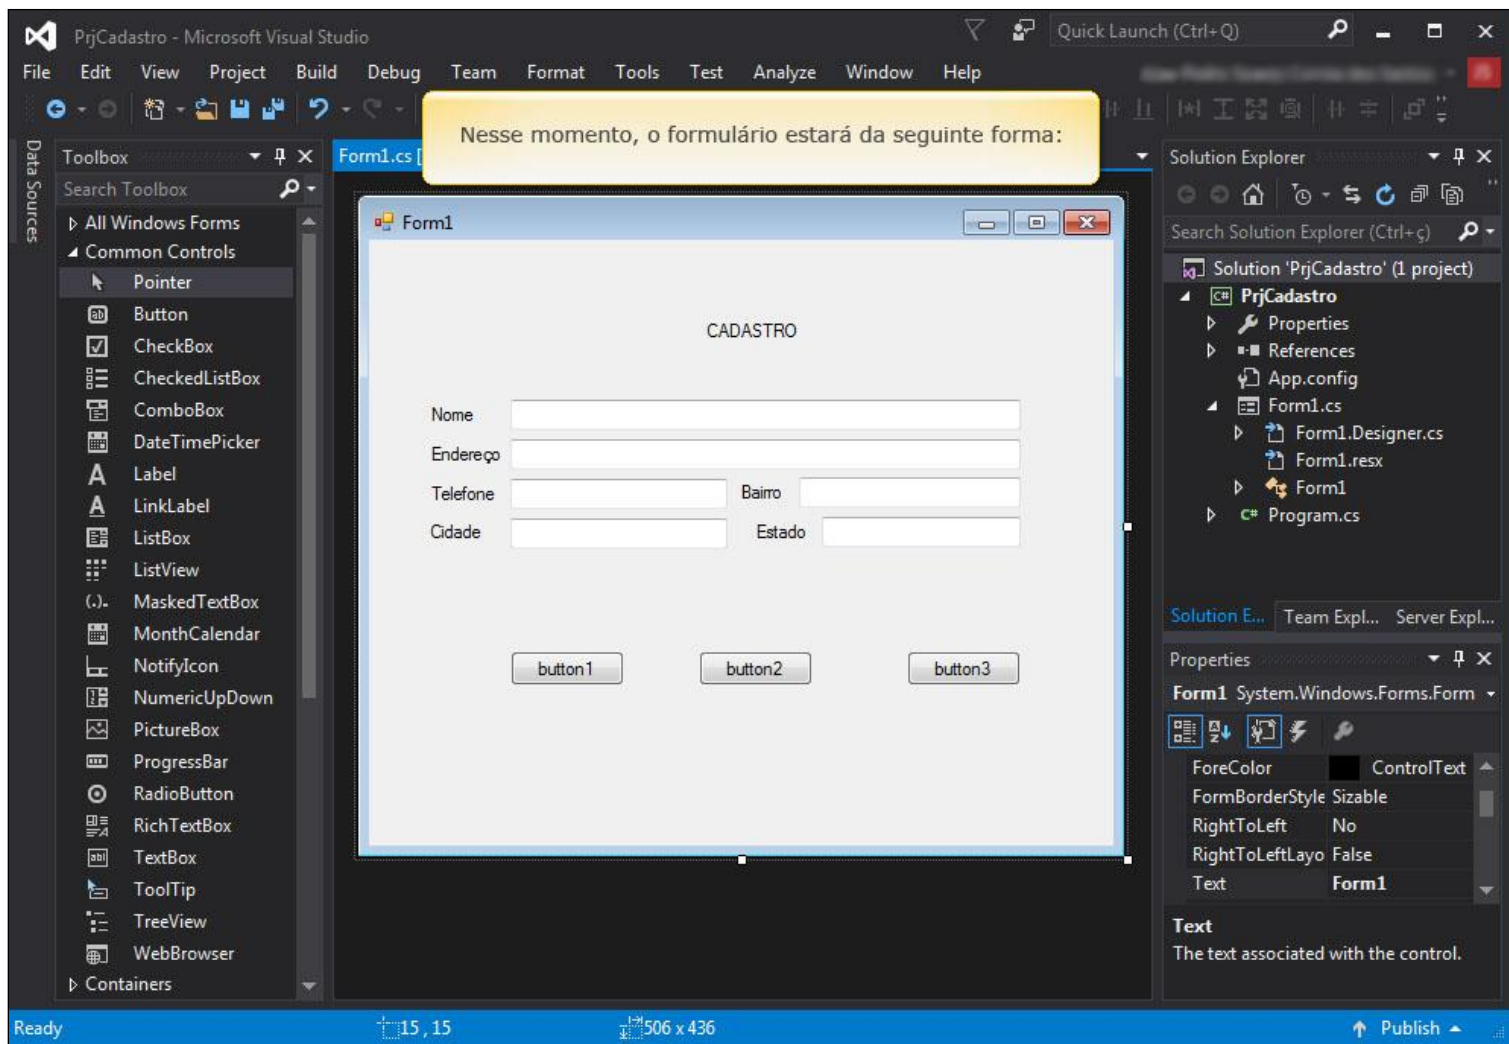 PrjCadastro - Microsoft Visual Studio
Quick Launch (Ctrl+Q)
File Edit View Project Build Debug Team Format Tools Test Analyze Window Help
Nesse momento, o formulário estará da seguinte forma:
Data Sources
Toolbox
Search Toolbox
All Windows Forms
Common Controls
Pointer
Button
CheckBox
CheckedListBox
ComboBox
DateTimePicker
Label
LinkLabel
ListBox
ListView
MaskedTextBox
MonthCalendar
NotifyIcon
NumericUpDown
PictureBox
ProgressBar
RadioButton
RichTextBox
TextBox
ToolTip
TreeView
WebBrowser
Containers
Form1.cs [
Form1
CADASTRO
Nome
Endereço
Telefone Bairro
Cidade Estado
button1 button2 button3
Solution Explorer
Search Solution Explorer (Ctrl+ç)
Solution 'PrjCadastro' (1 project)
PrjCadastro
Properties
References
App.config
Form1.cs
Form1.Designer.cs
Form1.resx
Form1
Program.cs
Solution E... Team Expl... Server Expl...
Properties
Form1 System.Windows.Forms.Form
ForeColor ControlText
FormBorderStyle Sizable
RightToLeft No
RightToLeftLayo False
Text Form1
Text
The text associated with the control.
Ready 15 , 15 506 x 436 Publish